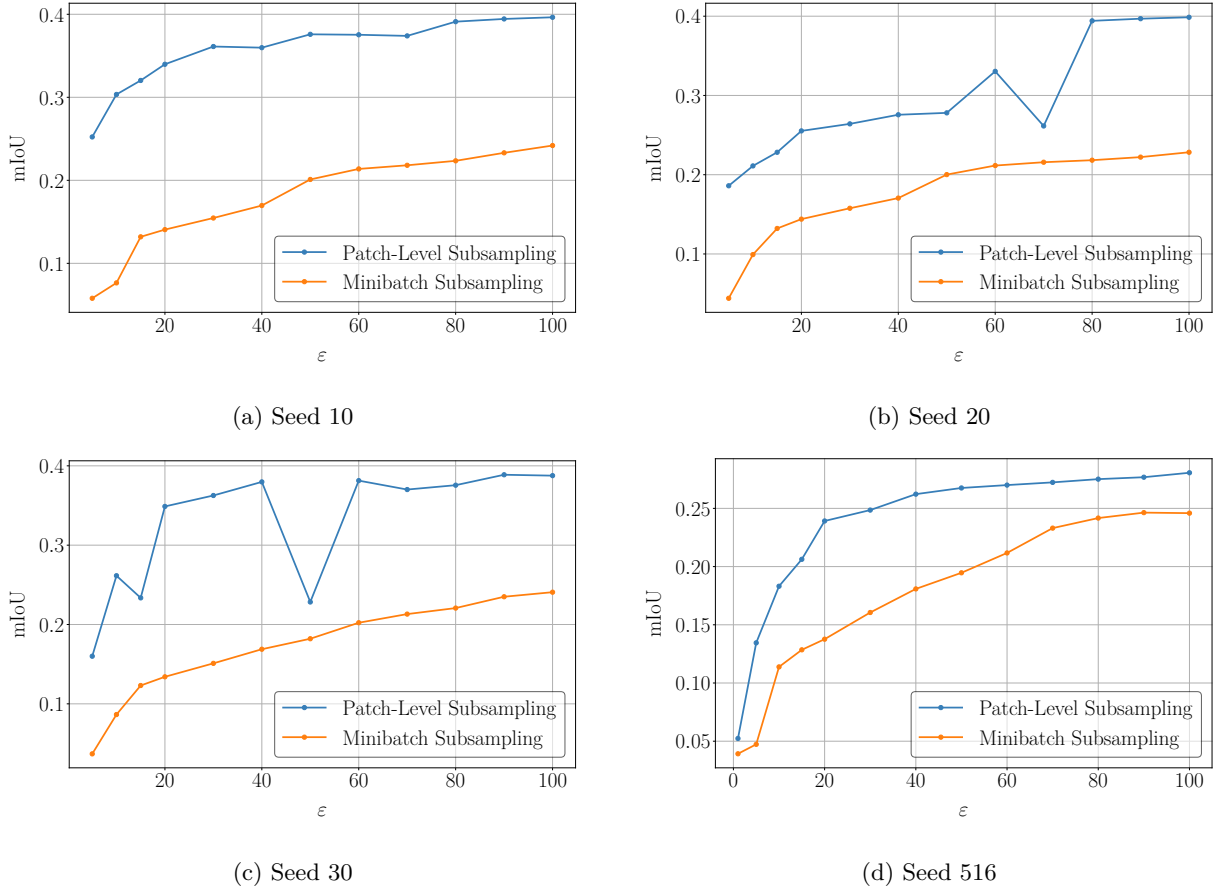 0.4
0.3
0.2
0.1
mIoU
Patch-Level Subsampling
Minibatch Subsampling
20 40 60 80 100
ε
(a) Seed 10
0.4
0.3
0.2
0.1
mIoU
Patch-Level Subsampling
Minibatch Subsampling
20 40 60 80 100
ε
(b) Seed 20
0.4
0.3
0.2
0.1
mIoU
Patch-Level Subsampling
Minibatch Subsampling
20 40 60 80 100
ε
(c) Seed 30
0.25
0.20
0.15
0.10
0.05
mIoU
Patch-Level Subsampling
Minibatch Subsampling
0 20 40 60 80 100
ε
(d) Seed 516